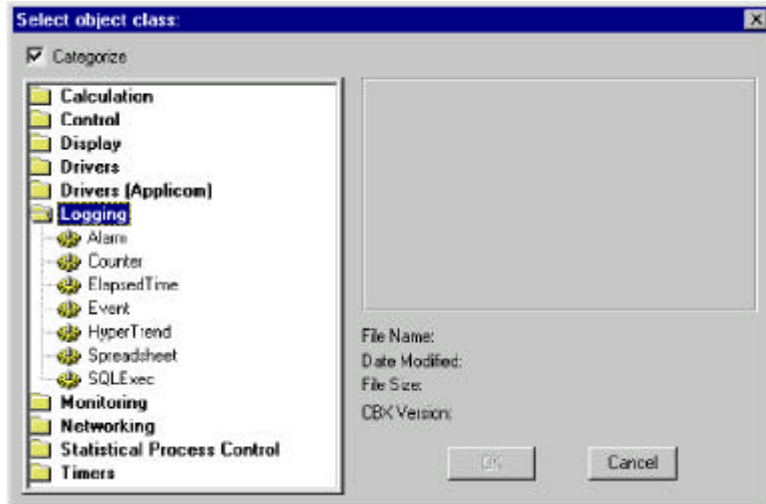 Select object class:
Categorize
Calculation
Control
Display
Drivers
Drivers (Applicom)
Logging
Alarm
Counter
ElapsedTime
Event
HyperTrend
Spreadsheet
SQLExec
Monitoring
Networking
Statistical Process Control
Timers
File Name:
Date Modified:
File Size:
CBX Version:
OK
Cancel